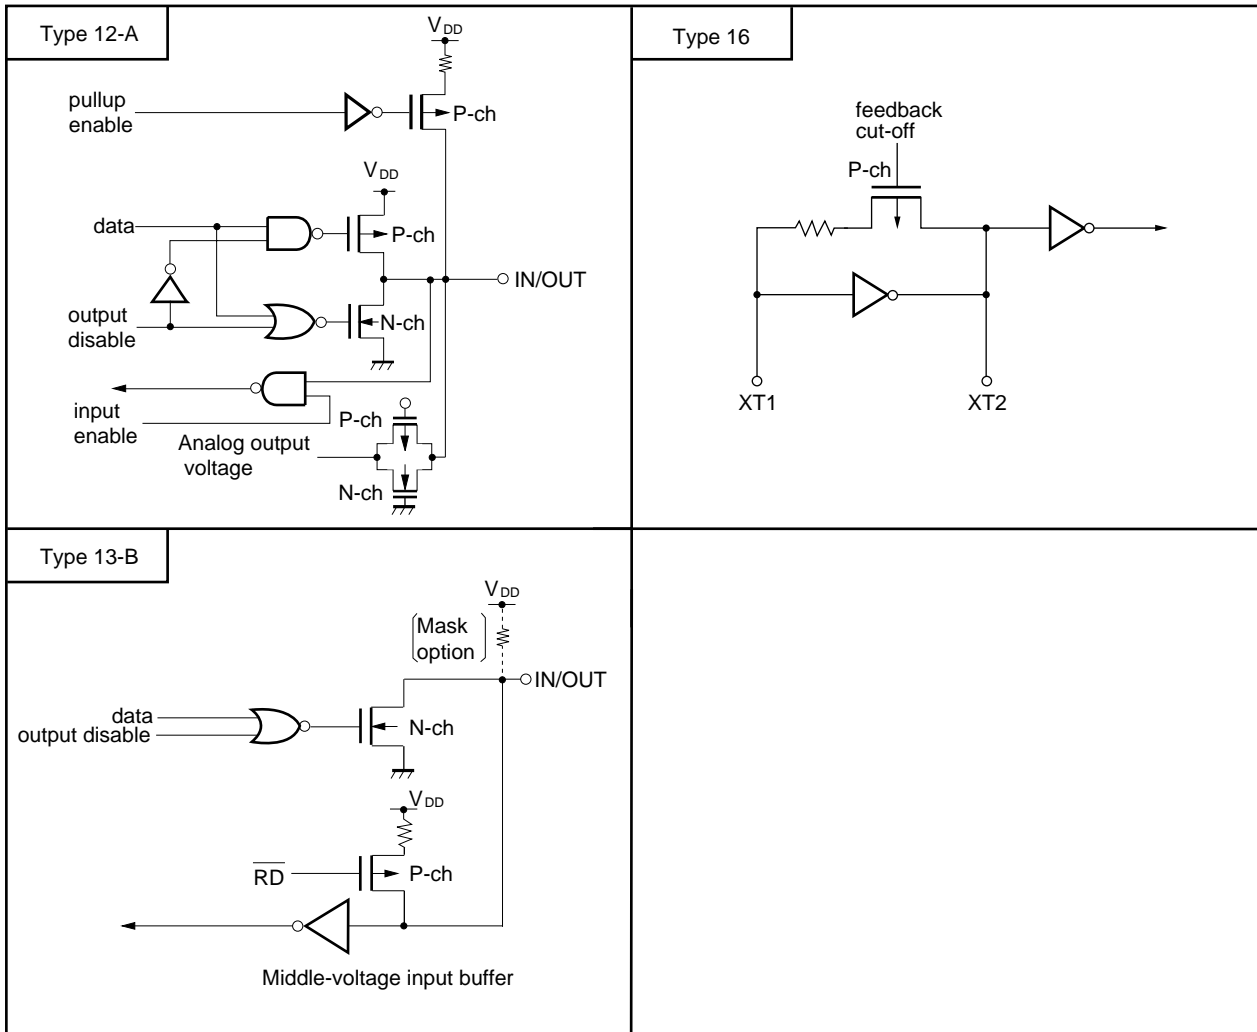 Type 12-A
VDD
pullup
enable
P-ch
VDD
data
P-ch
IN/OUT
output
disable
N-ch
input
enable
P-ch
Analog output
voltage
N-ch
Type 16
feedback
cut-off
P-ch
XT1
XT2
Type 13-B
VDD
Mask
option
IN/OUT
data
output disable
N-ch
VDD
RD
P-ch
Middle-voltage input buffer